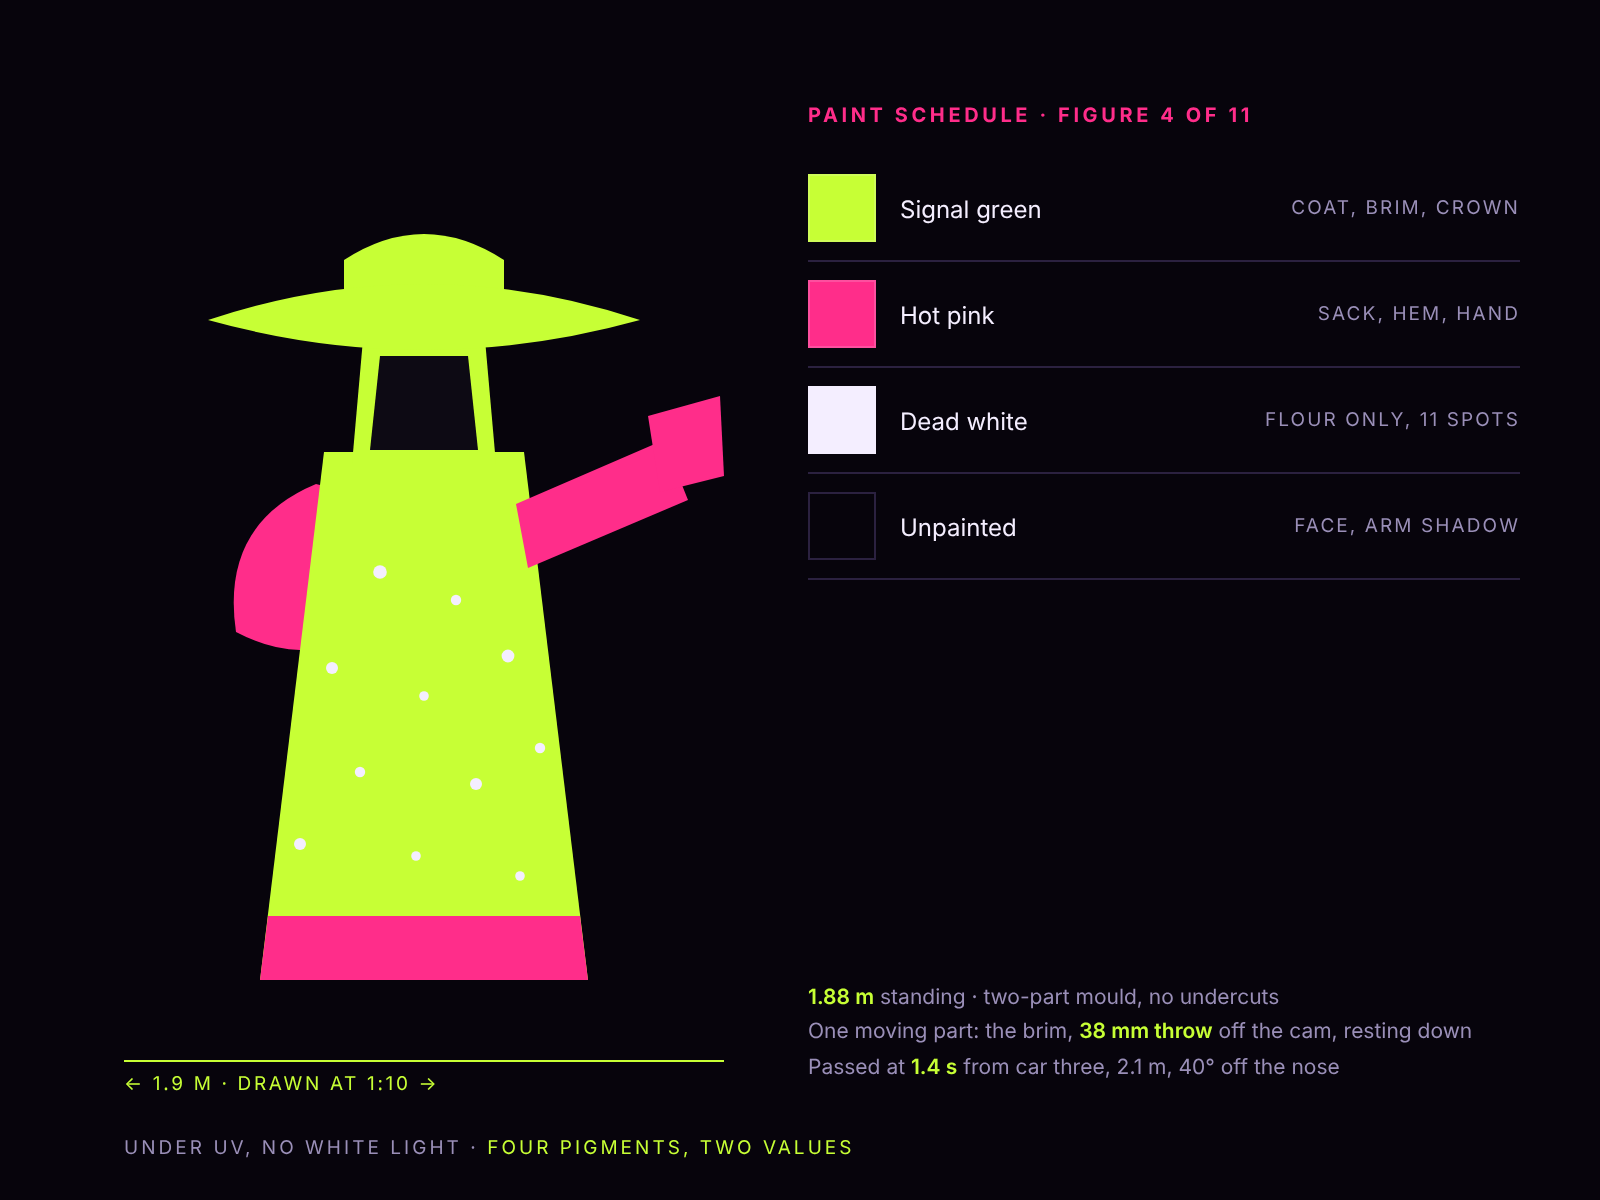 PAINT SCHEDULE · FIGURE 4 OF 11
Signal green COAT, BRIM, CROWN
Hot pink SACK, HEM, HAND
Dead white FLOUR ONLY, 11 SPOTS
Unpainted FACE, ARM SHADOW
1.88 m standing · two-part mould, no undercuts
One moving part: the brim, 38 mm throw off the cam, resting down
Passed at 1.4 s from car three, 2.1 m, 40° off the nose
← 1.9 M · DRAWN AT 1:10 →
UNDER UV, NO WHITE LIGHT · FOUR PIGMENTS, TWO VALUES